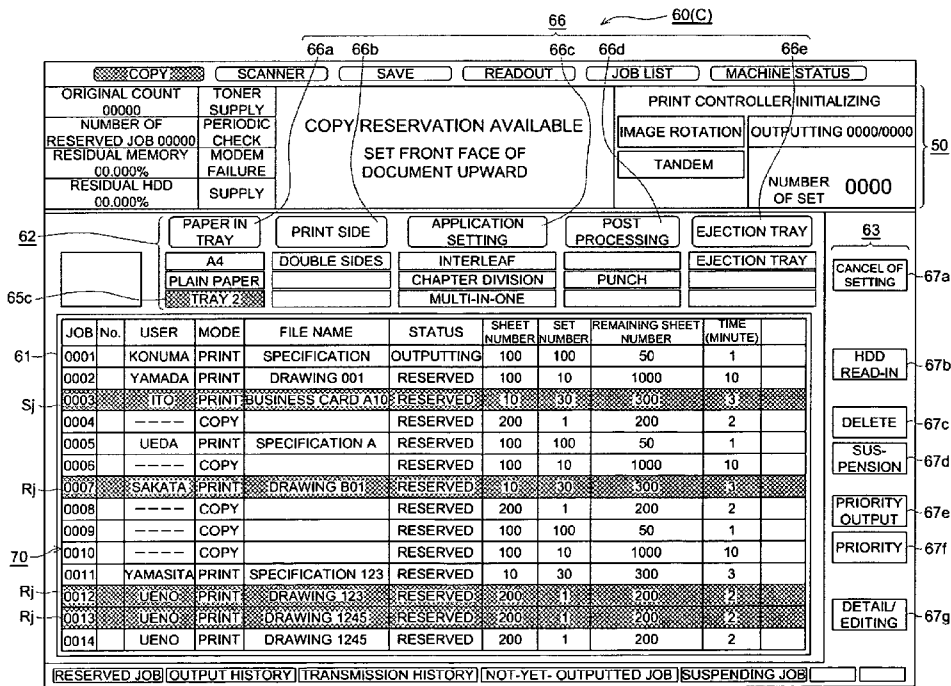 60(C)
66
66a 66b 66c 66d 66e
COPY SCANNER SAVE READOUT JOB LIST MACHINE STATUS
ORIGINAL COUNT
00000
NUMBER OF
RESERVED JOB 00000
RESIDUAL MEMORY
00.000%
RESIDUAL HDD
00.000%
TONER
SUPPLY
PERIODIC
CHECK
MODEM
FAILURE
SUPPLY
COPY RESERVATION AVAILABLE
SET FRONT FACE OF
DOCUMENT UPWARD
PRINT CONTROLLER INITIALIZING
IMAGE ROTATION OUTPUTTING 0000/0000
TANDEM
NUMBER
OF SET 0000
50
62
PAPER IN
TRAY
PRINT SIDE
APPLICATION
SETTING
POST
PROCESSING
EJECTION TRAY
63
A4 DOUBLE SIDES INTERLEAF EJECTION TRAY
PLAIN PAPER CHAPTER DIVISION PUNCH
65c TRAY 2 MULTI-IN-ONE
CANCEL OF
SETTING
67a
JOB No. USER MODE FILE NAME STATUS SHEET NUMBER SET NUMBER REMAINING SHEET NUMBER TIME (MINUTE)
61 0001 KONUMA PRINT SPECIFICATION OUTPUTTING 100 100 50 1
0002 YAMADA PRINT DRAWING 001 RESERVED 100 10 1000 10
Sj 0003 ITO PRINT BUSINESS CARD A10 RESERVED 10 30 300 3
0004 ---- COPY RESERVED 200 1 200 2
0005 UEDA PRINT SPECIFICATION A RESERVED 100 100 50 1
0006 ---- COPY RESERVED 100 10 1000 10
Rj 0007 SAKATA PRINT DRAWING B01 RESERVED 10 30 300 3
0008 ---- COPY RESERVED 200 1 200 2
0009 ---- COPY RESERVED 100 100 50 1
70 0010 ---- COPY RESERVED 100 10 1000 10
0011 YAMASITA PRINT SPECIFICATION 123 RESERVED 10 30 300 3
Rj 0012 UENO PRINT DRAWING 123 RESERVED 200 1 200 2
Rj 0013 UENO PRINT DRAWING 1245 RESERVED 200 1 200 2
0014 UENO PRINT DRAWING 1245 RESERVED 200 1 200 2
HDD
READ-IN
67b
DELETE 67c
SUS-
PENSION
67d
PRIORITY
OUTPUT
67e
PRIORITY 67f
DETAIL/
EDITING
67g
RESERVED JOB OUTPUT HISTORY TRANSMISSION HISTORY NOT-YET- OUTPUTTED JOB SUSPENDING JOB